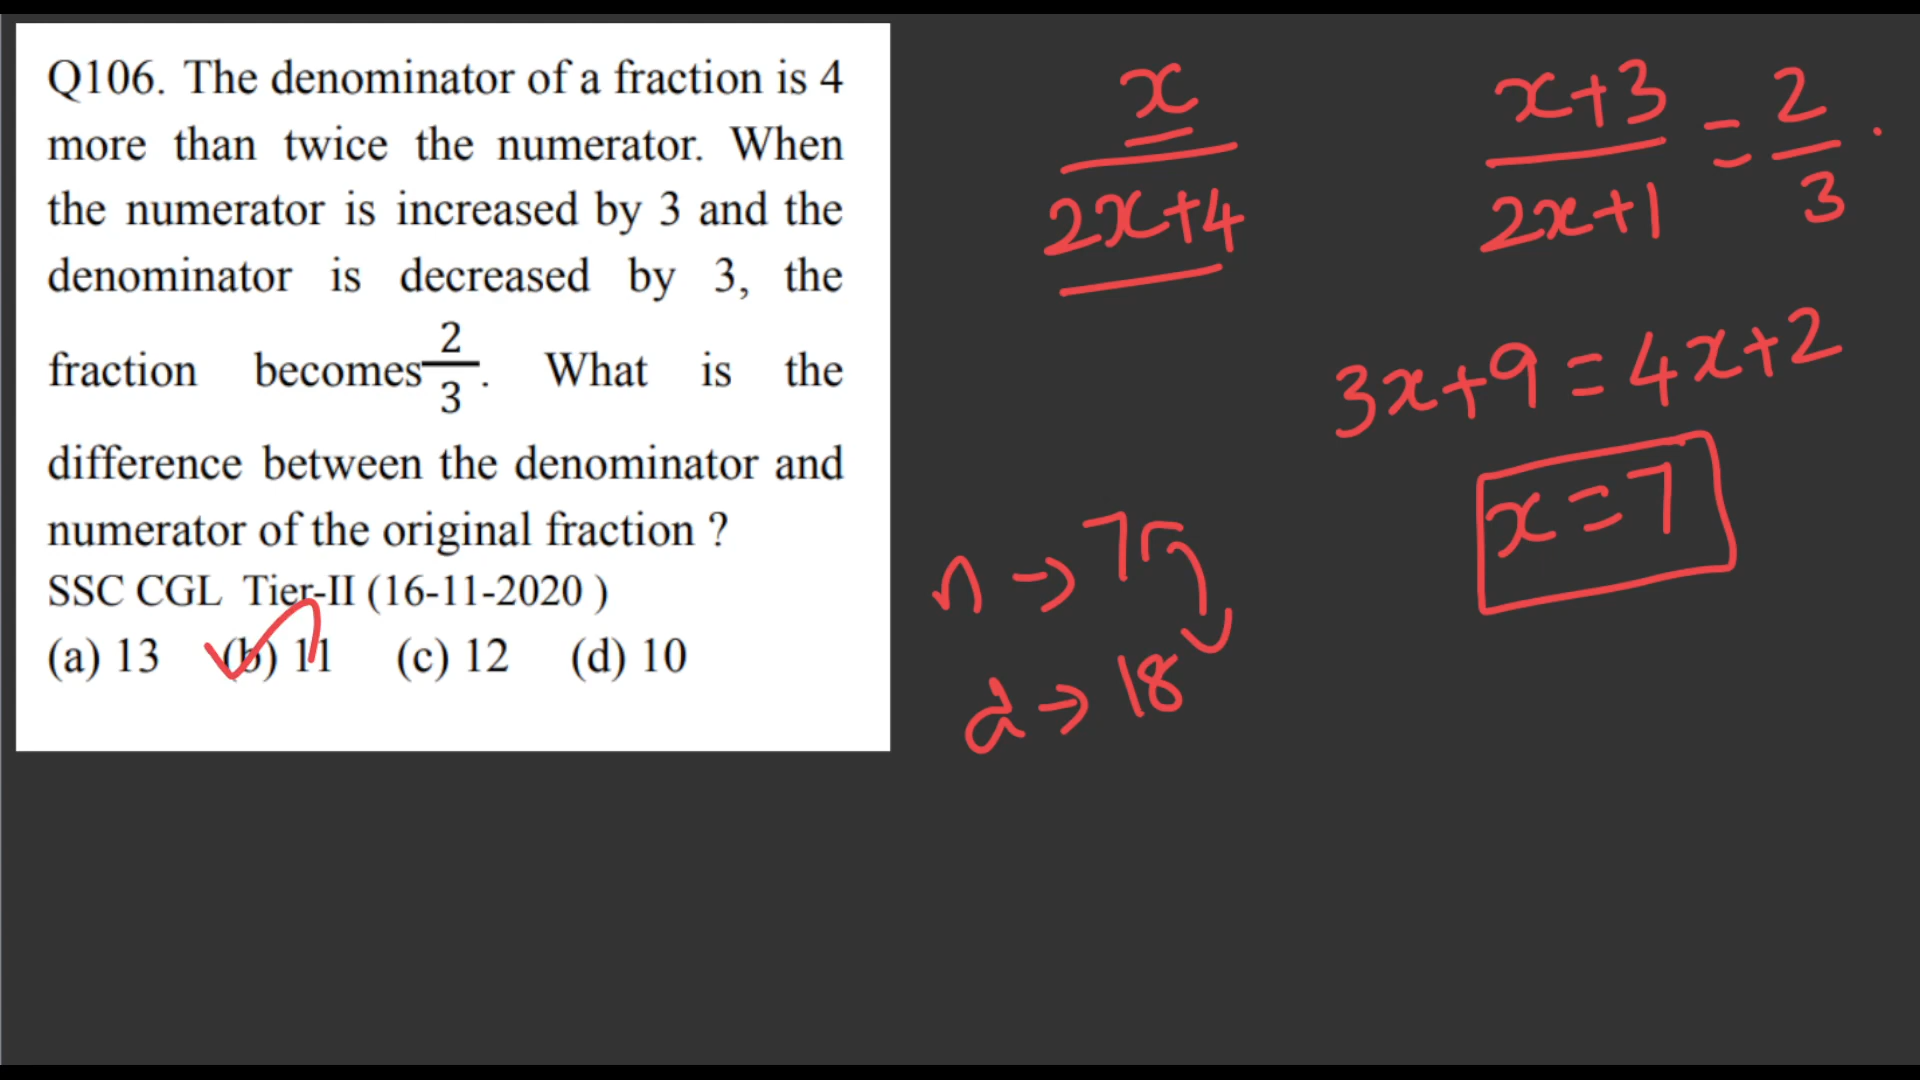 Q106. The denominator of a fraction is 4
more than twice the numerator. When
the numerator is increased by 3 and the
denominator is decreased by 3, the
fraction becomes 2/3. What is the
difference between the denominator and
numerator of the original fraction ?
SSC CGL Tier-II (16-11-2020 )
(a) 13 (b) 11 (c) 12 (d) 10
x
2x+4
x+3 = 2
2x+1 3
3x+9 = 4x+2
x = 7
n → 7
d → 18